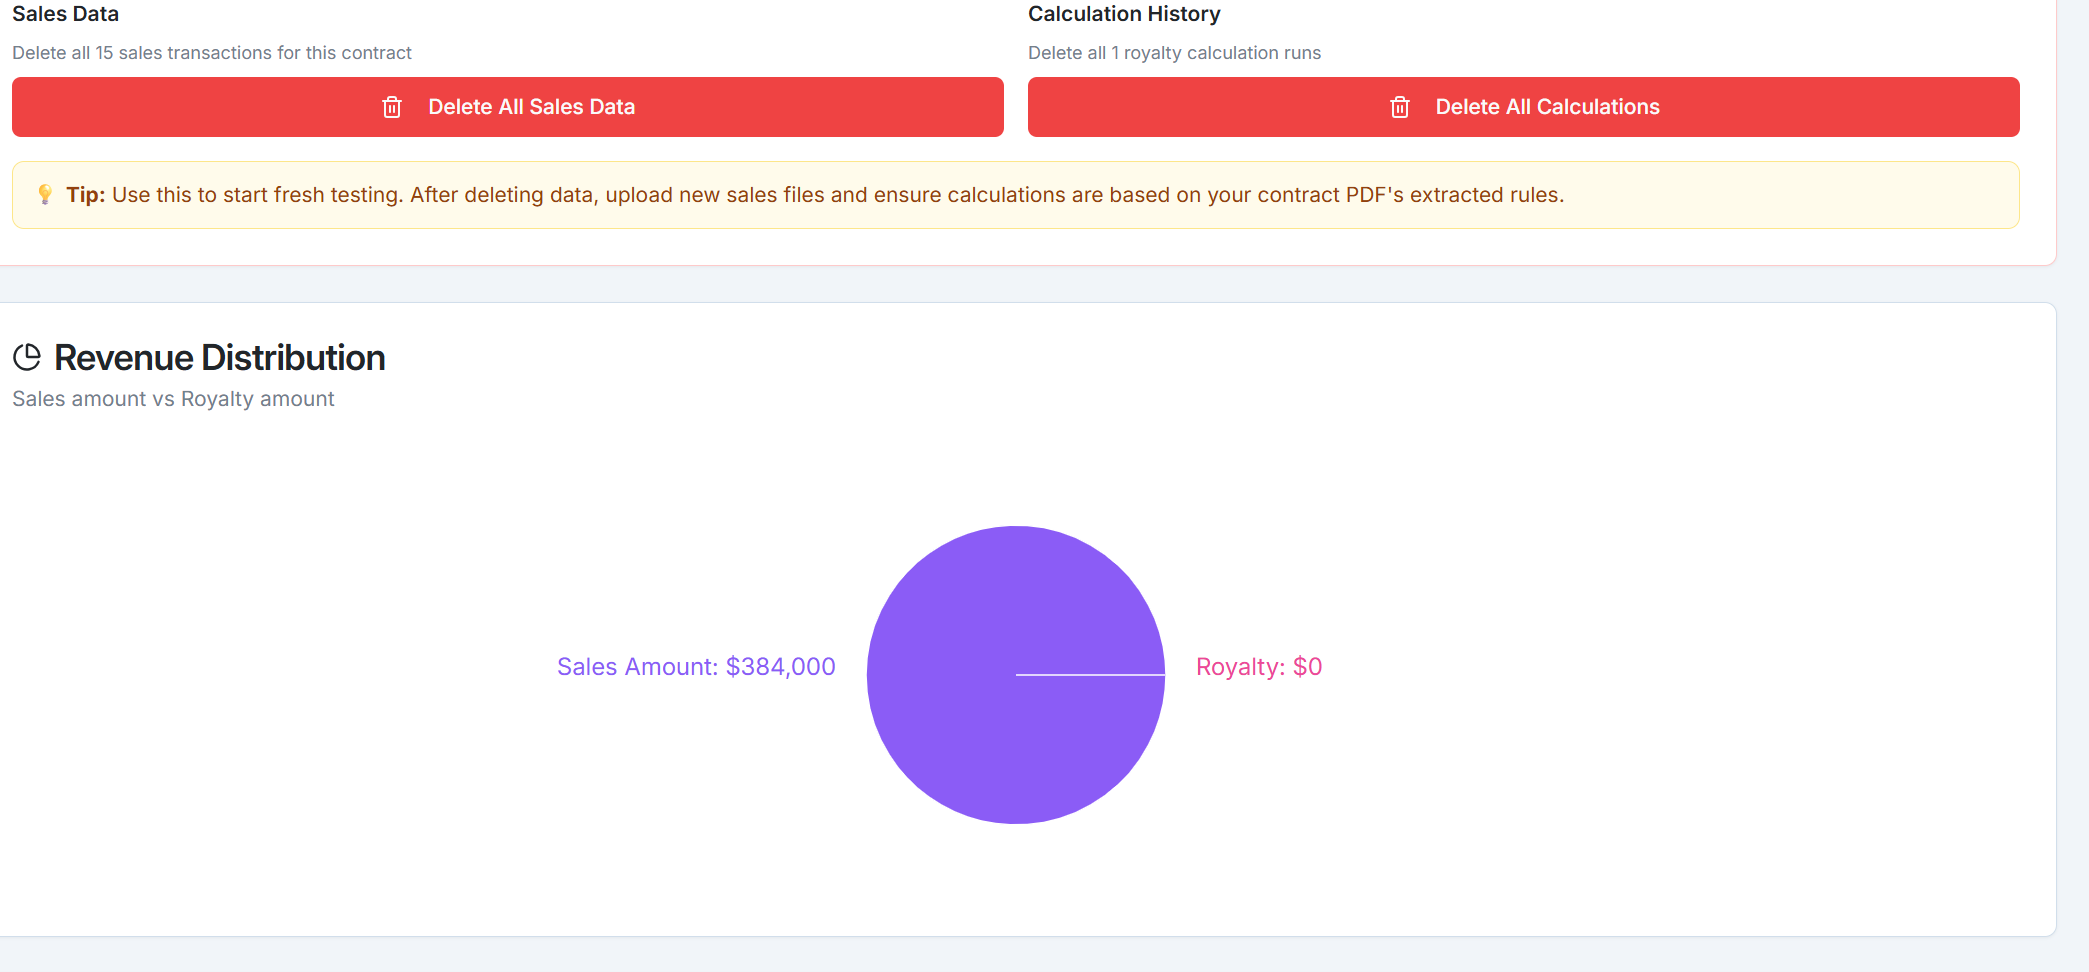 Sales Data
Delete all 15 sales transactions for this contract
Delete All Sales Data
Calculation History
Delete all 1 royalty calculation runs
Delete All Calculations
Tip: Use this to start fresh testing. After deleting data, upload new sales files and ensure calculations are based on your contract PDF's extracted rules.
Revenue Distribution
Sales amount vs Royalty amount
Sales Amount: $384,000
Royalty: $0